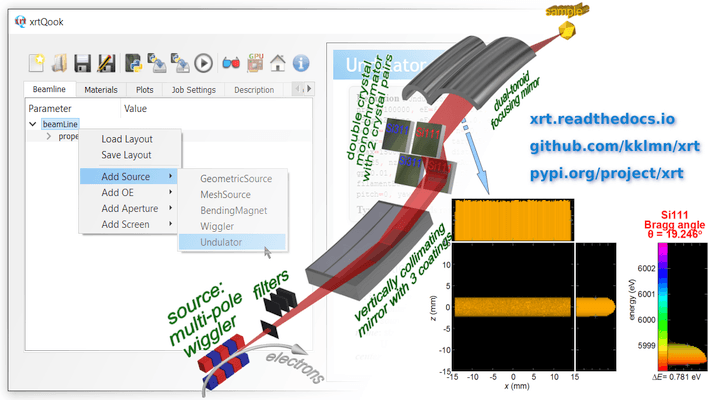 xrtQook
Beamline
Materials
Plots
Job Settings
Description
Parameter
Value
beamLine
prope
Load Layout
Save Layout
Add Source
Add OE
Add Aperture
Add Screen
GeometricSource
MeshSource
BendingMagnet
Wiggler
Undulator
Undulator
GPU
sample
dual-toroid
focusing mirror
double crystal
monochromator
with 2 crystal pairs
Si111
vertically collimating
mirror with 3 coatings
filters
source:
multi-pole
wiggler
electrons
xrt.readthedocs.io
github.com/kklmn/xrt
pypi.org/project/xrt
Si111
Bragg angle
θ = 19.246°
15
10
5
0
-5
-10
-15
z (mm)
-15 -10 -5 0 5 10 15
x (mm)
15
energy (eV)
6002
6001
6000
5999
ΔE= 0.781 eV